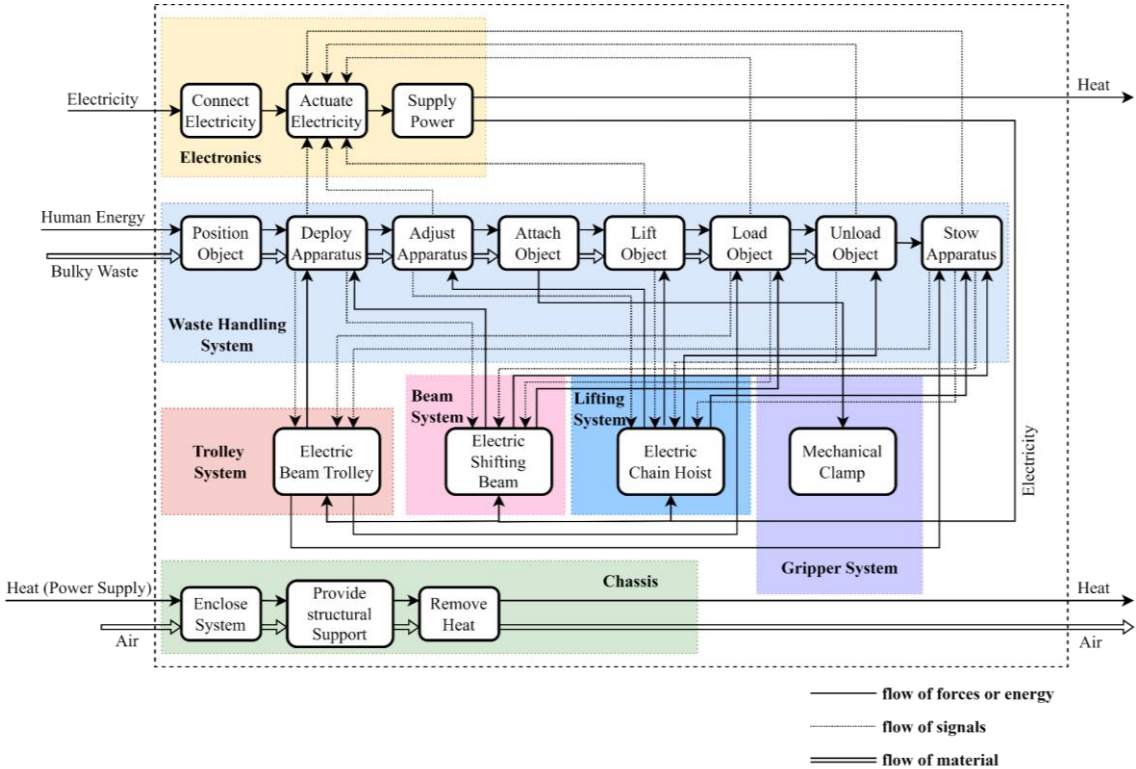 Electricity
Connect
Electricity
Actuate
Electricity
Supply
Power
Heat
Electronics
Human Energy
Bulky Waste
Position
Object
Deploy
Apparatus
Adjust
Apparatus
Attach
Object
Lift
Object
Load
Object
Unload
Object
Stow
Apparatus
Waste Handling
System
Trolley
System
Electric
Beam Trolley
Beam
System
Electric
Shifting
Beam
Lifting
System
Electric
Chain Hoist
Mechanical
Clamp
Gripper System
Electricity
Heat (Power Supply)
Air
Enclose
System
Provide
structural
Support
Remove
Heat
Chassis
Heat
Air
flow of forces or energy
flow of signals
flow of material